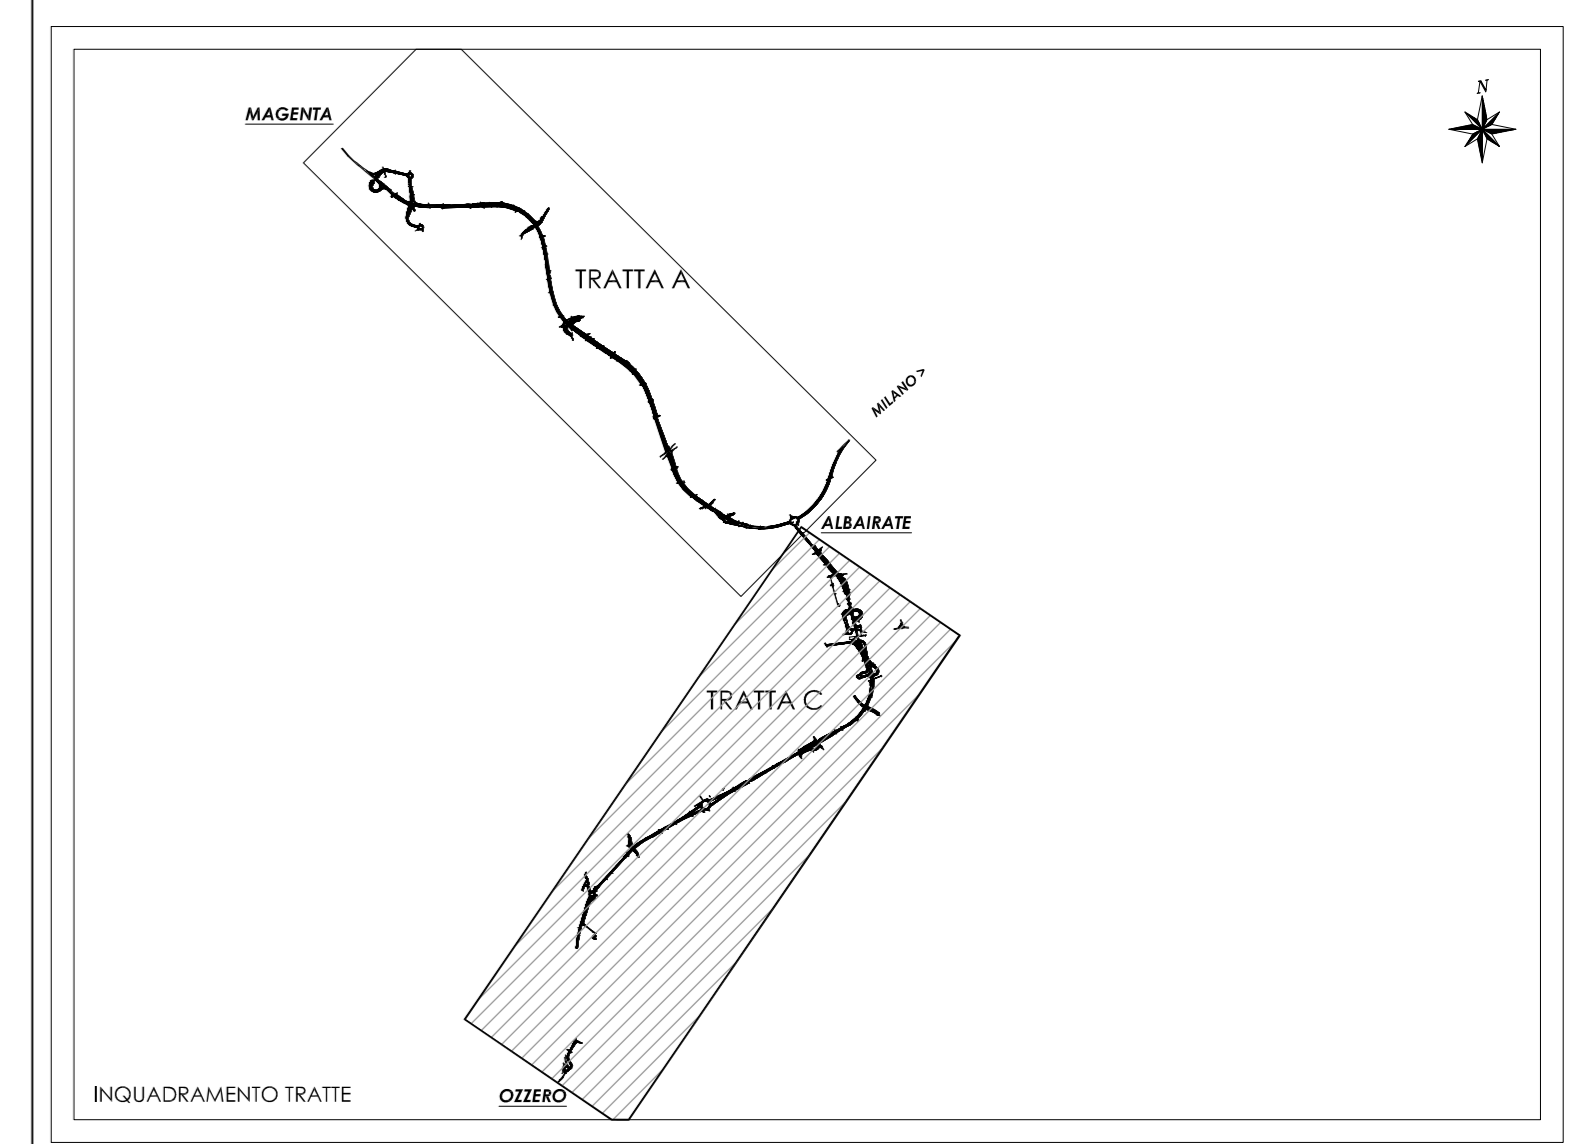 N
MAGENTA
TRATTA A
MILANO >
ALBAIRATE
TRATTA C
INQUADRAMENTO TRATTE
OZZERO